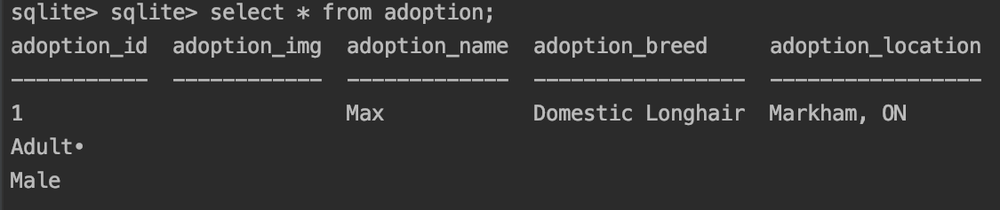 sqlite> sqlite> select * from adoption;
adoption_id  adoption_img  adoption_name  adoption_breed     adoption_location
-----------  ------------  -------------  -----------------  -----------------
1                          Max            Domestic Longhair  Markham, ON
Adult•
Male